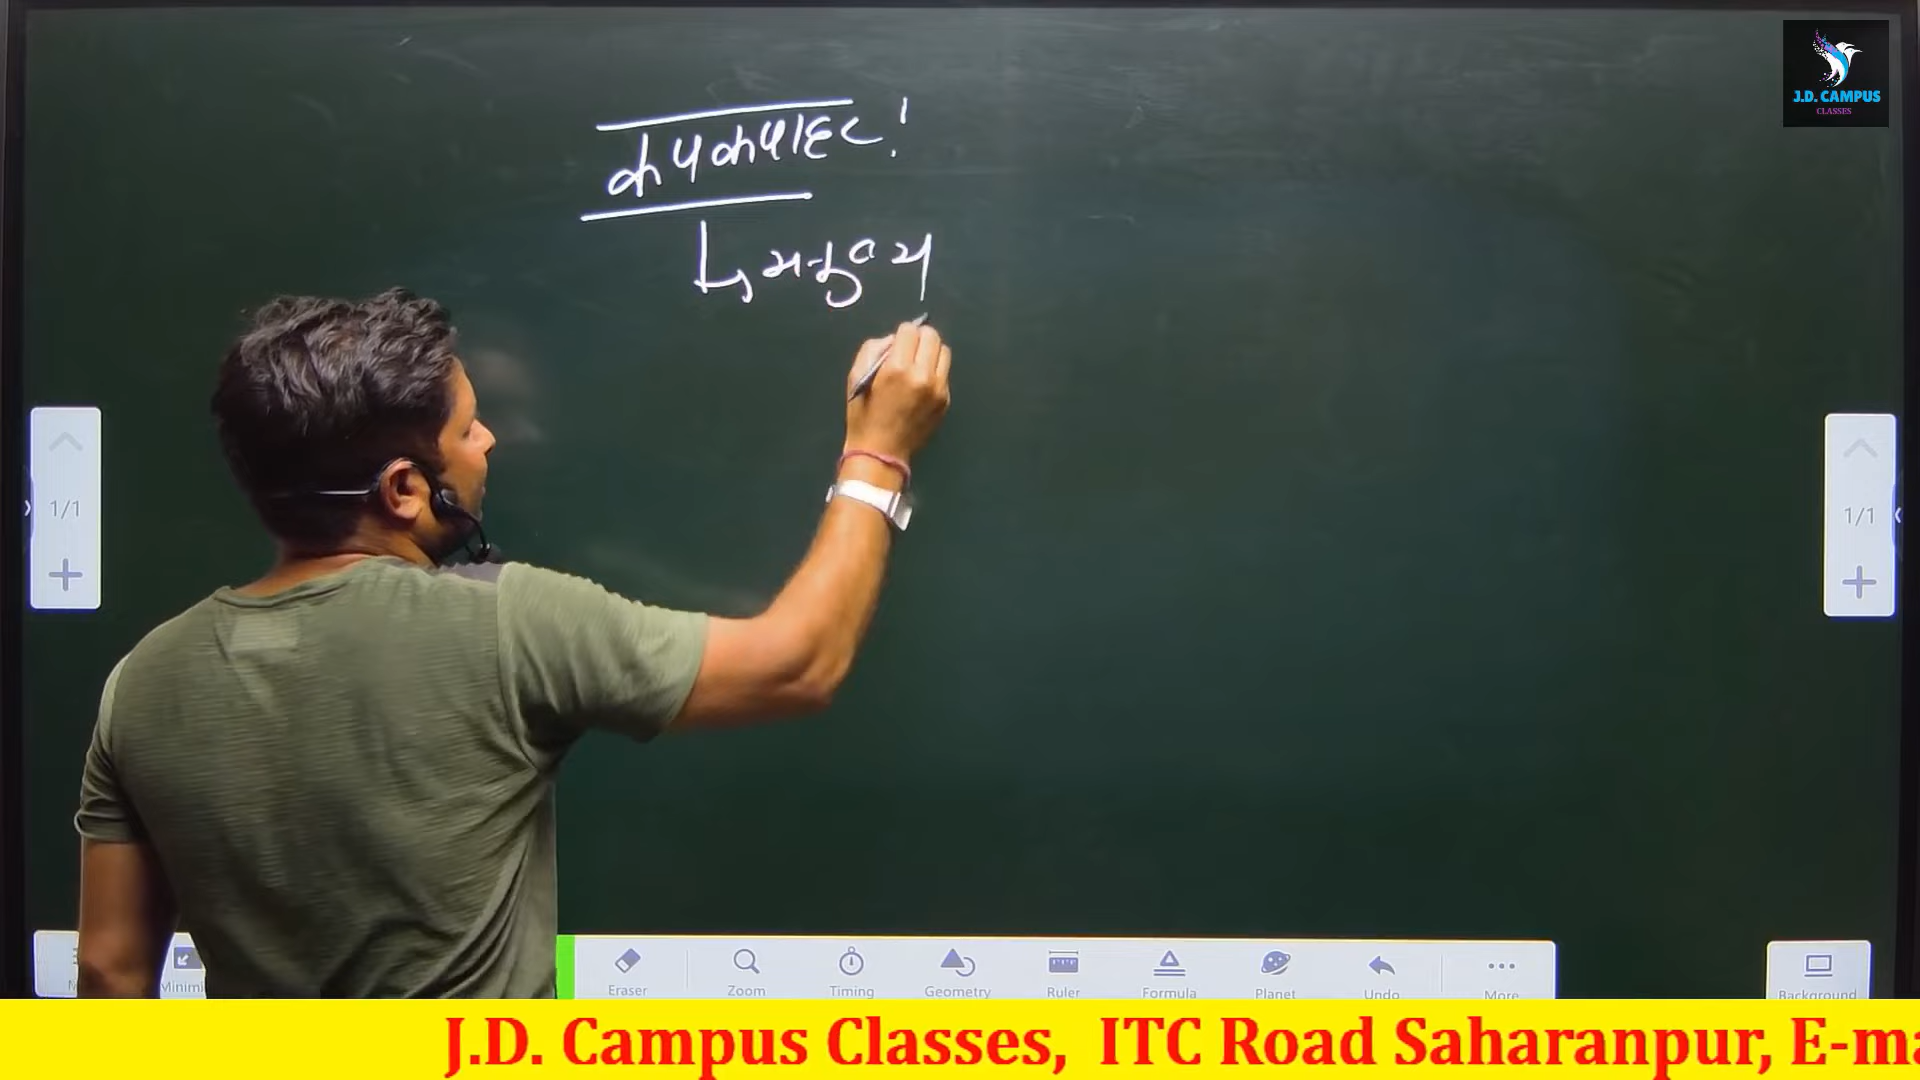 J.D. CAMPUS
CLASSES
कपकपाहट!
1/1
1/1
Eraser
Zoom
Timing
Geometry
Ruler
Formula
Planet
Undo
More
Background
J.D. Campus Classes, ITC Road Saharanpur, E-ma